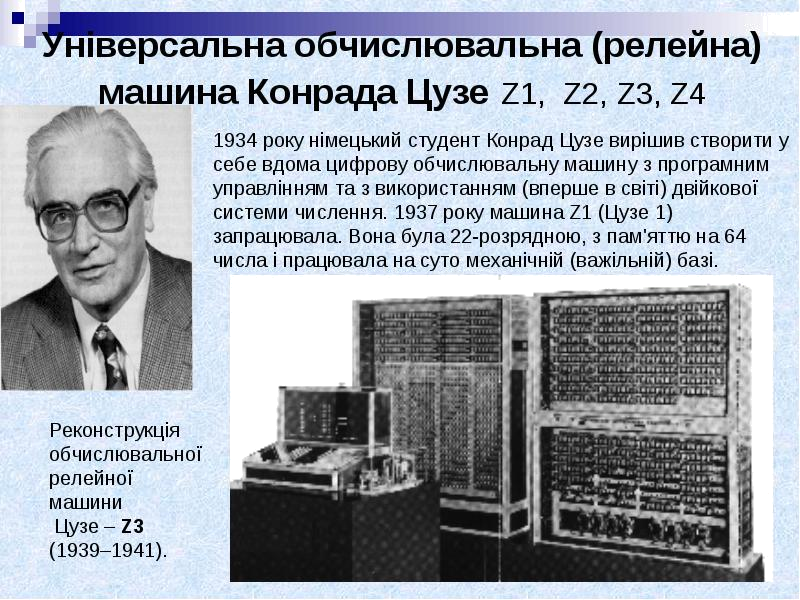 Універсальна обчислювальна (релейна)
машина Конрада Цузе Z1, Z2, Z3, Z4
1934 року німецький студент Конрад Цузе вирішив створити у
себе вдома цифрову обчислювальну машину з програмним
управлінням та з використанням (вперше в світі) двійкової
системи числення. 1937 року машина Z1 (Цузе 1)
запрацювала. Вона була 22-розрядною, з пам'яттю на 64
числа і працювала на суто механічній (важільній) базі.
Реконструкція
обчислювальної
релейної
машини
Цузе – Z3
(1939–1941).